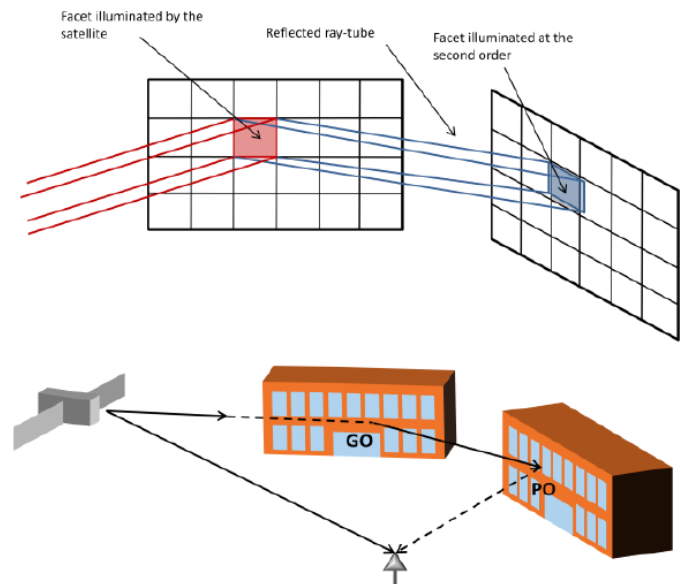 Facet illuminated by the
satellite
Reflected ray-tube
Facet illuminated at the
second order
GO
PO